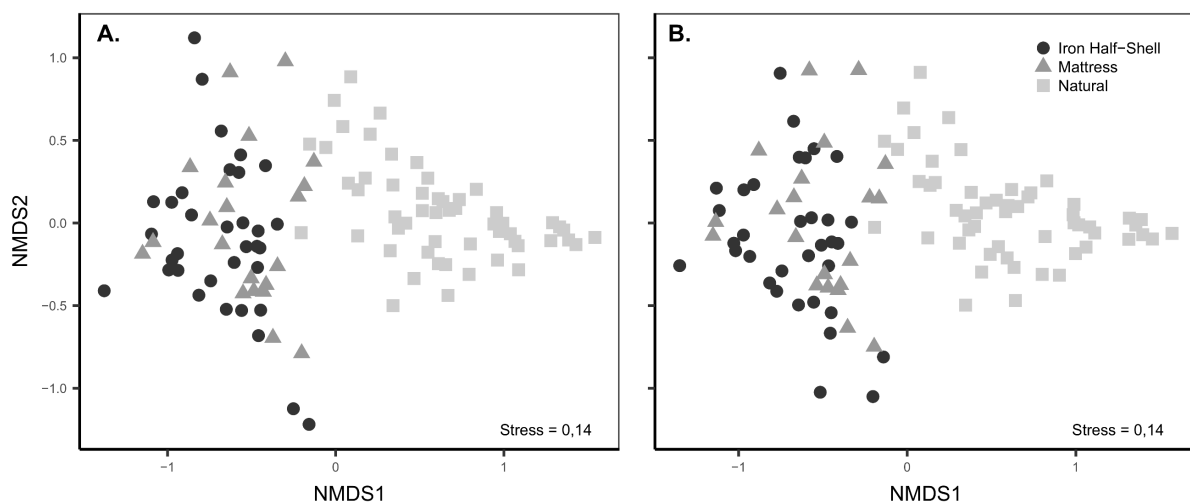 A.
B.
Iron Half−Shell
Mattress
Natural
1.0
0.5
0.0
−0.5
−1.0
NMDS2
Stress = 0,14
Stress = 0,14
−1
0
1
−1
0
1
NMDS1
NMDS1